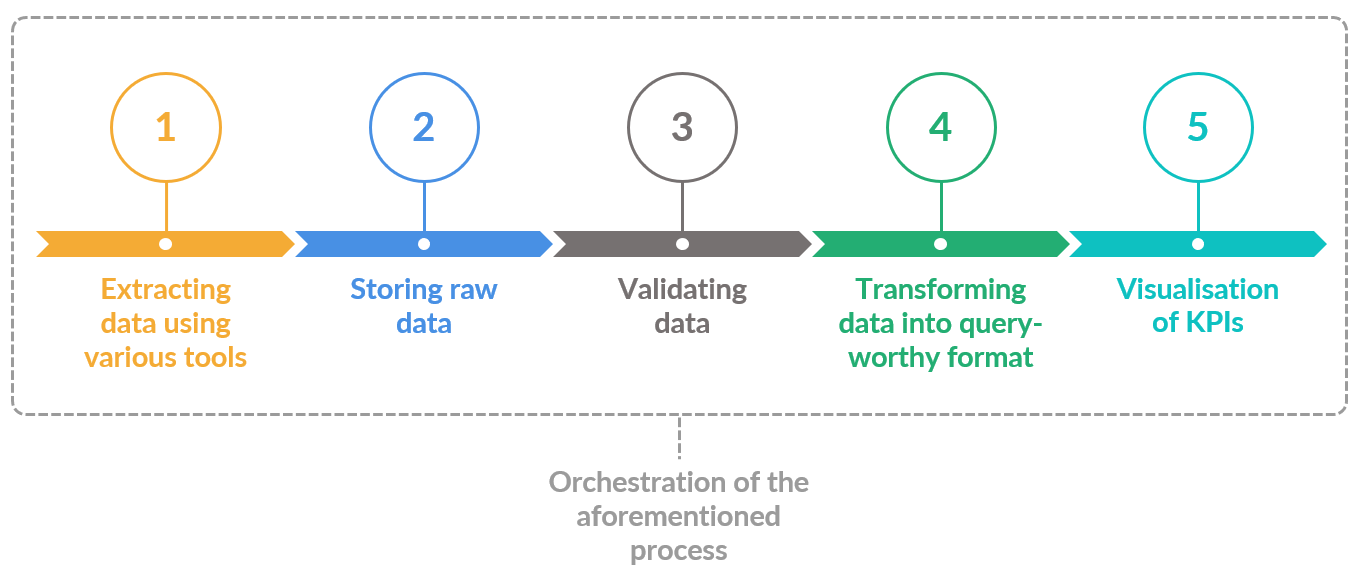 1
2
3
4
5
Extracting
data using
various tools
Storing raw
data
Validating
data
Transforming
data into query-
worthy format
Visualisation
of KPIs
Orchestration of the
aforementioned
process